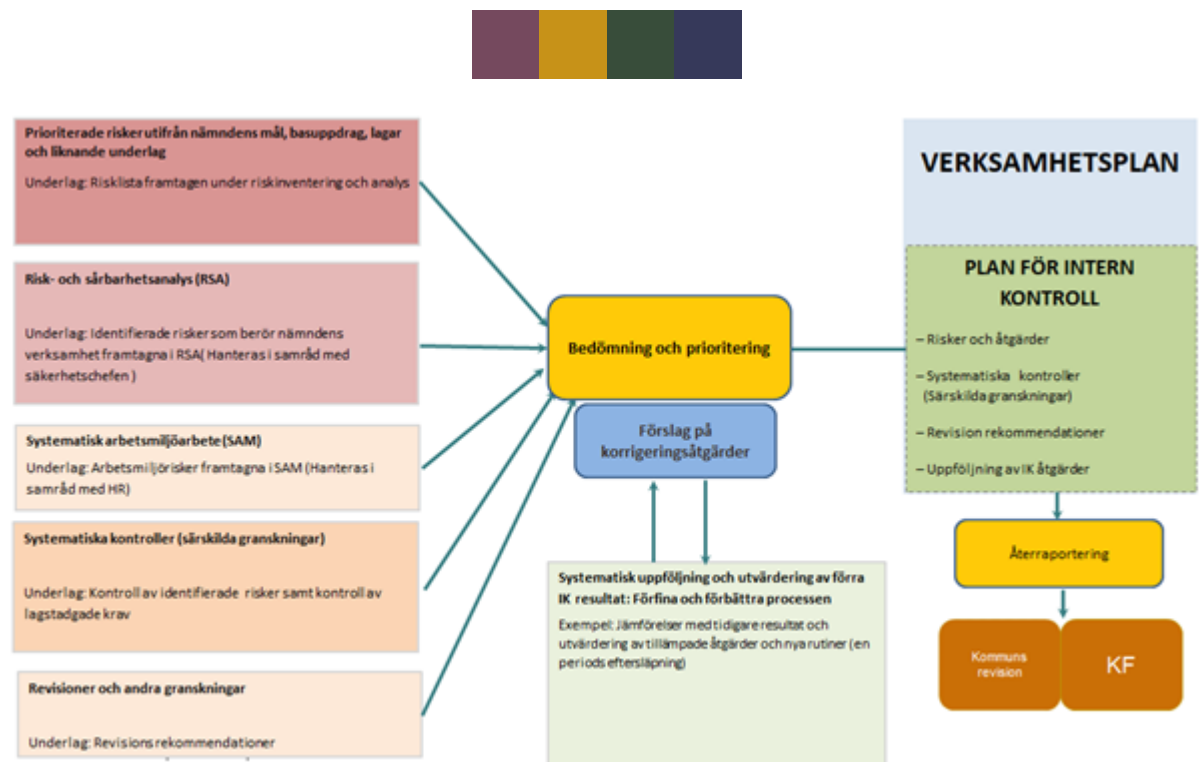 Prioriterade risker utifrån nämndens mål, basuppdrag, lagar
och liknande underlag
Underlag: Risklista framtagen under riskinventering och analys
Risk- och sårbarhetsanalys (RSA)
Underlag: Identifierade risker som berör nämndens
verksamhet framtagna i RSA( Hanteras i samråd med
säkerhetschefen )
Systematisk arbetsmiljöarbete (SAM)
Underlag: Arbetsmiljörisker framtagna i SAM (Hanteras i
samråd med HR)
Systematiska kontroller (särskilda granskningar)
Underlag: Kontroll av identifierade risker samt kontroll av
lagstadgade krav
Revisioner och andra granskningar
Underlag: Revisions rekommendationer
Bedömning och prioritering
Förslag på
korrigeringsåtgärder
Systematisk uppföljning och utvärdering av förra
IK resultat: Förfina och förbättra processen
Exempel: Jämförelser med tidigare resultat och
utvärdering av tillämpade åtgärder och nya rutiner (en
periods eftersläpning)
VERKSAMHETSPLAN
PLAN FÖR INTERN
KONTROLL
– Risker och åtgärder
– Systematiska kontroller
(Särskilda granskningar)
– Revision rekommendationer
– Uppföljning av IK åtgärder
Återraportering
Kommuns
revision
KF